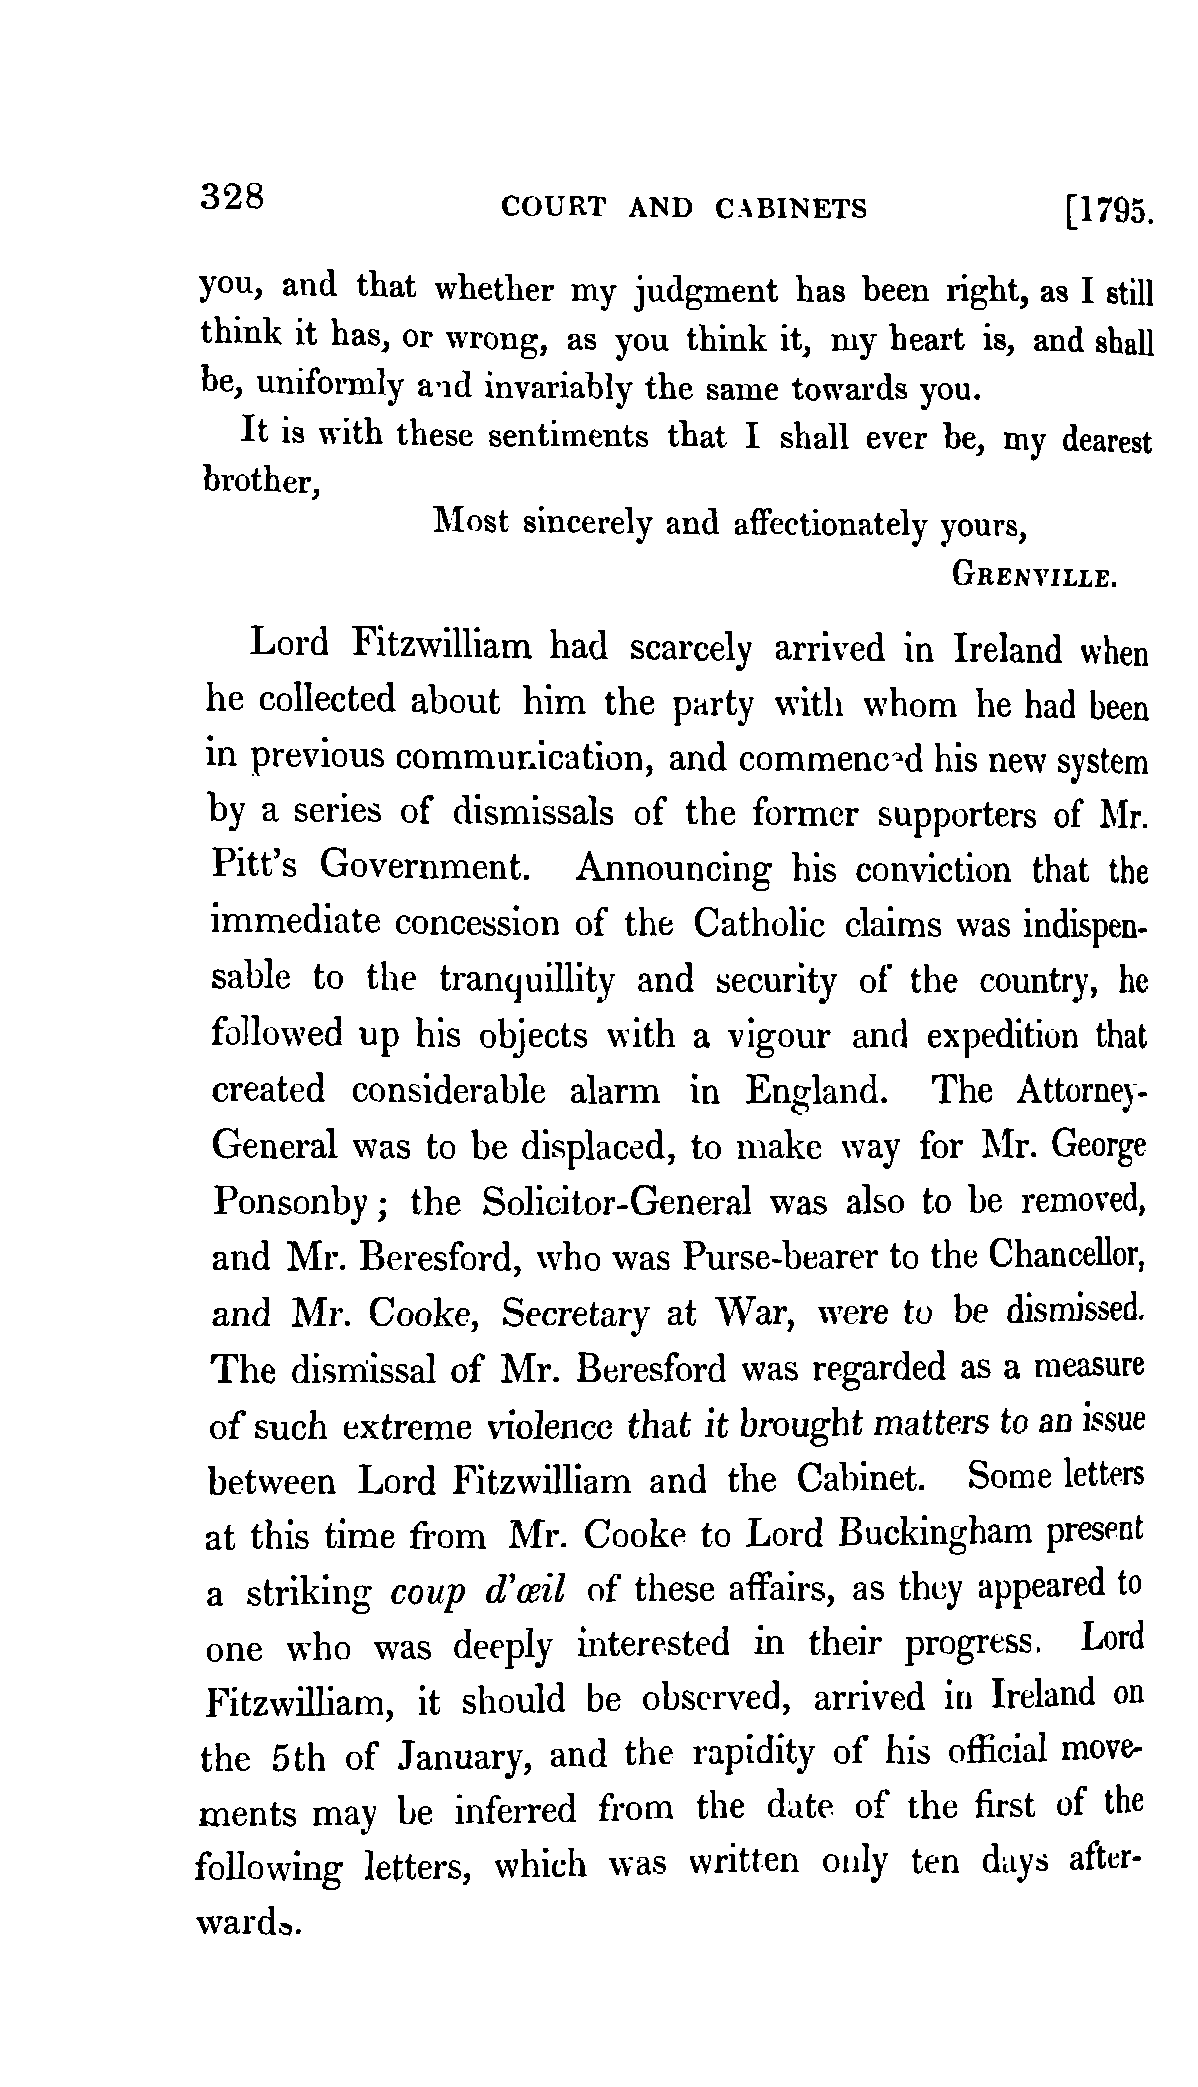 328 COURT AND CABINETS [1795.
you, and that whether my judgment has been right, as I still
think it has, or wrong, as you think it, my heart is, and shall
be, uniformly and invariably the same towards you.
It is with these sentiments that I shall ever be, my dearest
brother,
Most sincerely and affectionately yours,
GRENVILLE.
Lord Fitzwilliam had scarcely arrived in Ireland when
he collected about him the party with whom he had been
in previous communication, and commenced his new system
by a series of dismissals of the former supporters of Mr.
Pitt's Government. Announcing his conviction that the
immediate concession of the Catholic claims was indispen-
sable to the tranquillity and security of the country, he
followed up his objects with a vigour and expedition that
created considerable alarm in England. The Attorney-
General was to be displaced, to make way for Mr. George
Ponsonby; the Solicitor-General was also to be removed,
and Mr. Beresford, who was Purse-bearer to the Chancellor,
and Mr. Cooke, Secretary at War, were to be dismissed.
The dismissal of Mr. Beresford was regarded as a measure
of such extreme violence that it brought matters to an issue
between Lord Fitzwilliam and the Cabinet. Some letters
at this time from Mr. Cooke to Lord Buckingham present
a striking coup d'œil of these affairs, as they appeared to
one who was deeply interested in their progress. Lord
Fitzwilliam, it should be observed, arrived in Ireland on
the 5th of January, and the rapidity of his official move-
ments may be inferred from the date of the first of the
following letters, which was written only ten days after-
wards.